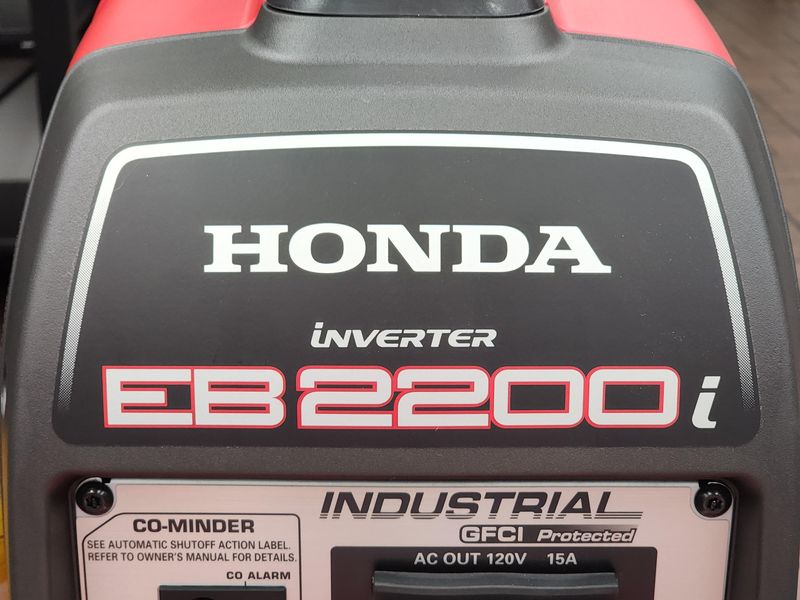 HONDA
iNVERTER
EB2200i
INDUSTRIAL
GFCI Protected
CO-MINDER
SEE AUTOMATIC SHUTOFF ACTION LABEL.
REFER TO OWNER'S MANUAL FOR DETAILS.
CO ALARM
AC OUT 120V 15A